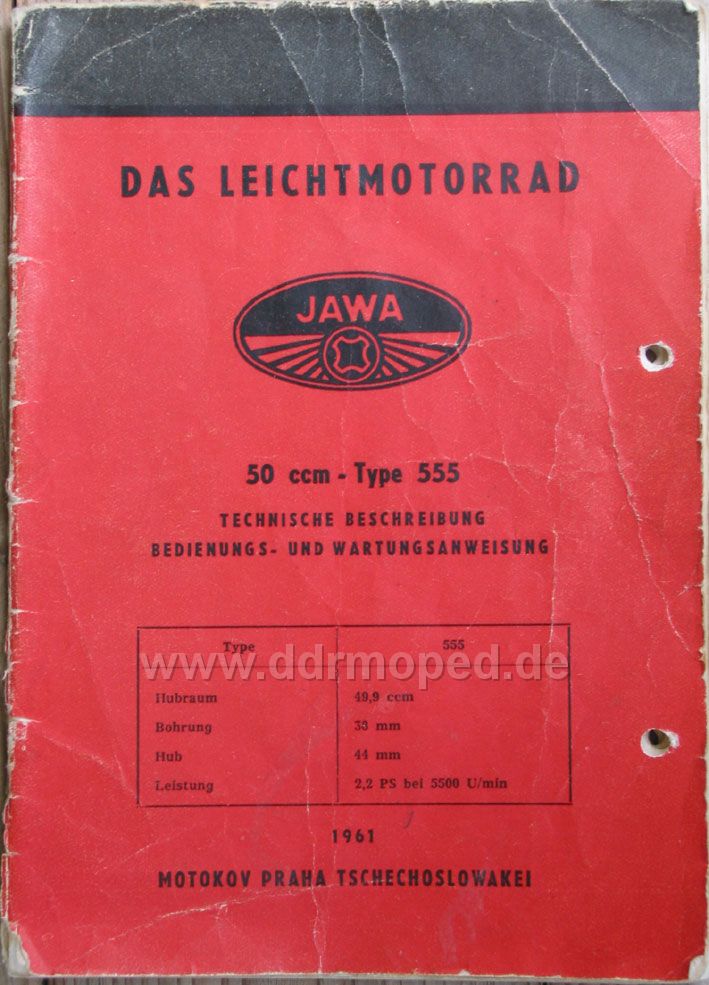 DAS LEICHTMOTORRAD
JAWA
50 ccm - Type 555
TECHNISCHE BESCHREIBUNG
BEDIENUNGS- UND WARTUNGSANWEISUNG
Type 555
www.ddrmoped.de
Hubraum 49,9 ccm
Bohrung 38 mm
Hub 44 mm
Leistung 2,2 PS bei 5500 U/min
1961
MOTOKOV PRAHA TSCHECHOSLOWAKEI